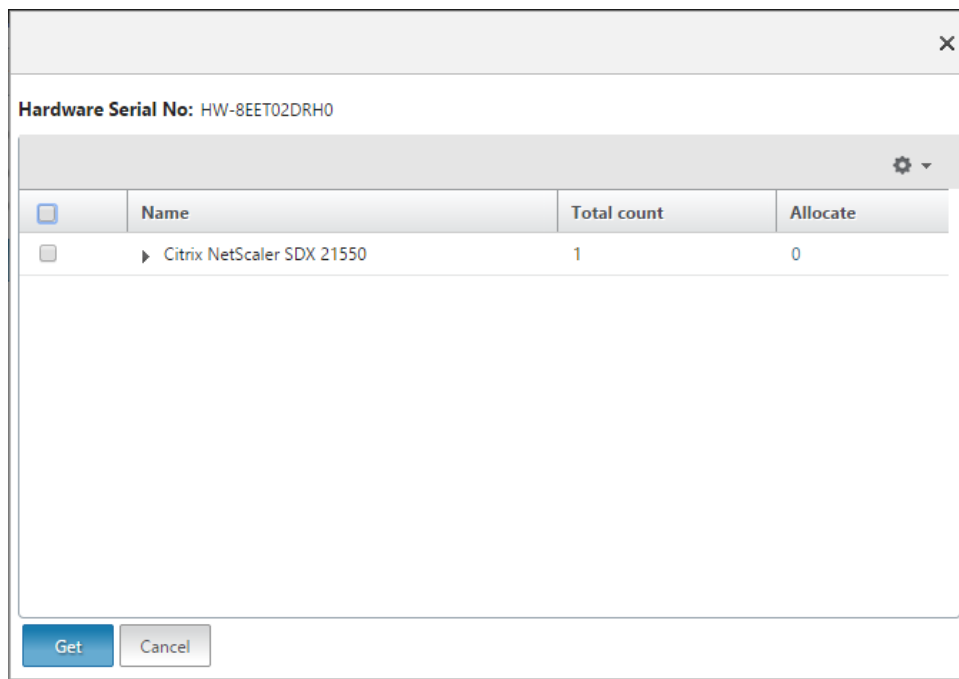 Hardware Serial No: HW-8EET02DRH0
Name Total count Allocate
Citrix NetScaler SDX 21550 1 0
Get Cancel